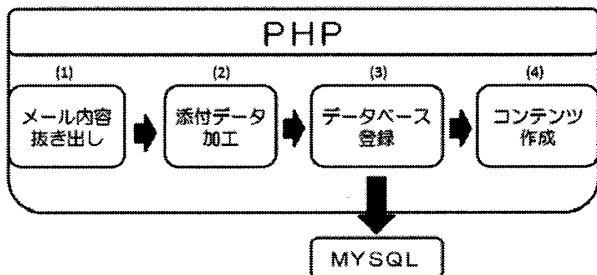 PHP
(1)
メール内容
抜き出し
(2)
添付データ
加工
(3)
データベース
登録
(4)
コンテンツ
作成
MYSQL